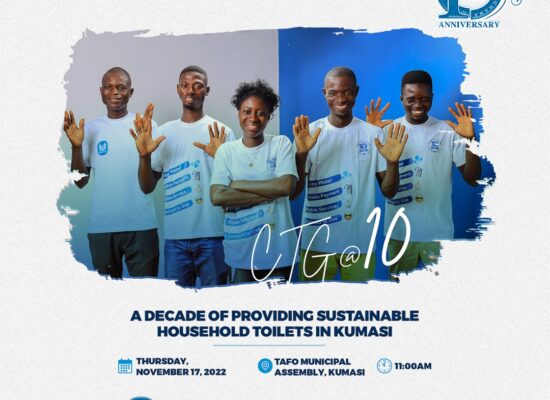 ANNIVERSARY
CTG@10
A DECADE OF PROVIDING SUSTAINABLE
HOUSEHOLD TOILETS IN KUMASI
THURSDAY,
NOVEMBER 17, 2022
TAFO MUNICIPAL
ASSEMBLY, KUMASI
11:00AM